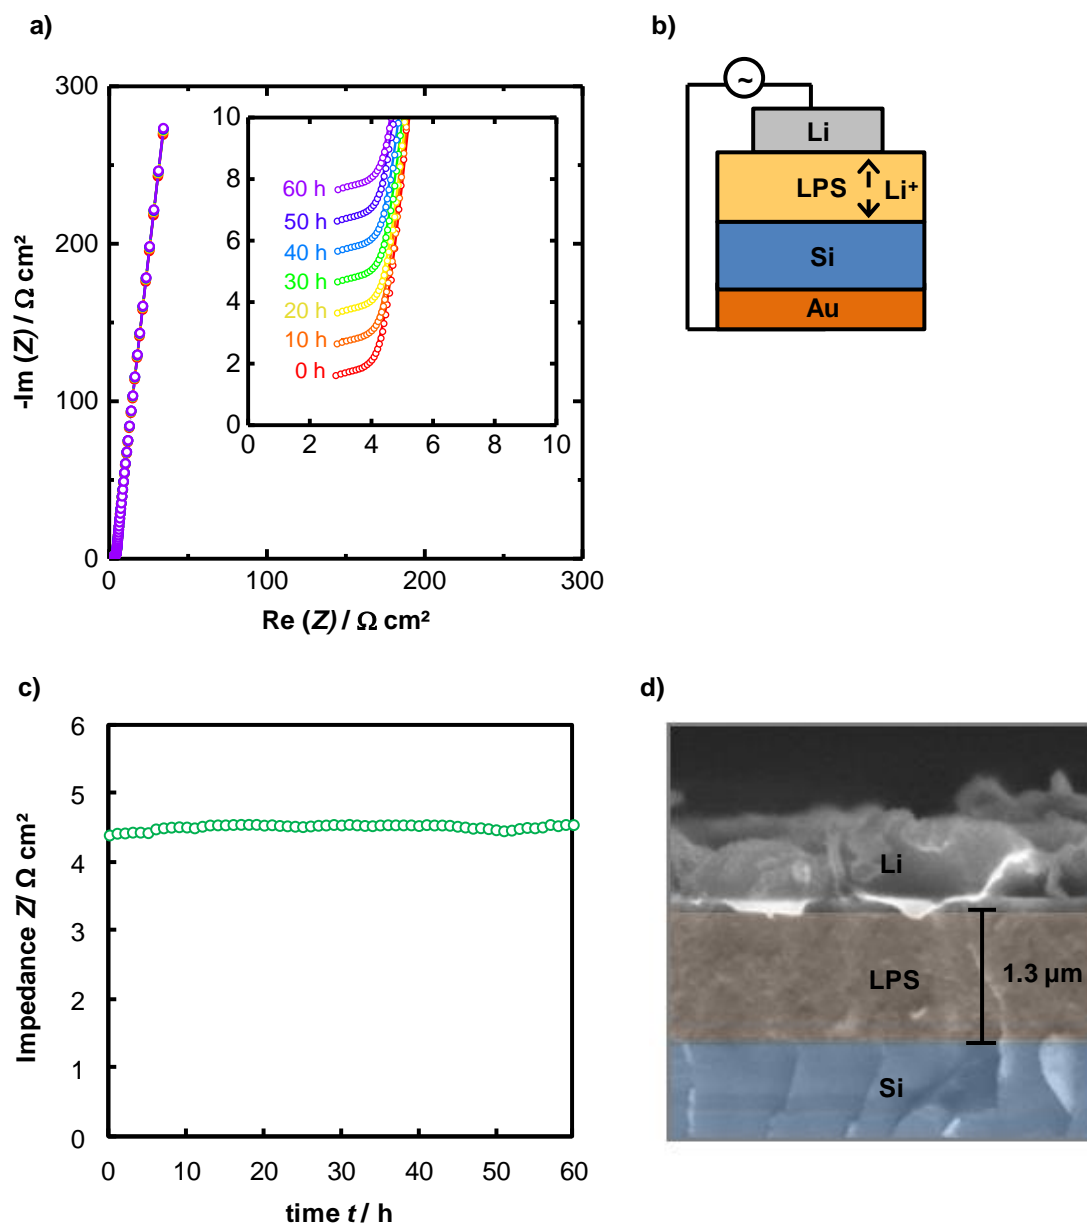 a)
300
200
100
0
0
100
200
300
-Im (Z) / Ω cm²
Re (Z) / Ω cm²
10
8
6
4
2
0
0
2
4
6
8
10
60 h
50 h
40 h
30 h
20 h
10 h
0 h
b)
~
Li
LPS
Li⁺
Si
Au
c)
6
5
4
3
2
1
0
0
10
20
30
40
50
60
Impedance Z/ Ω cm²
time t / h
d)
Li
LPS
1.3 µm
Si